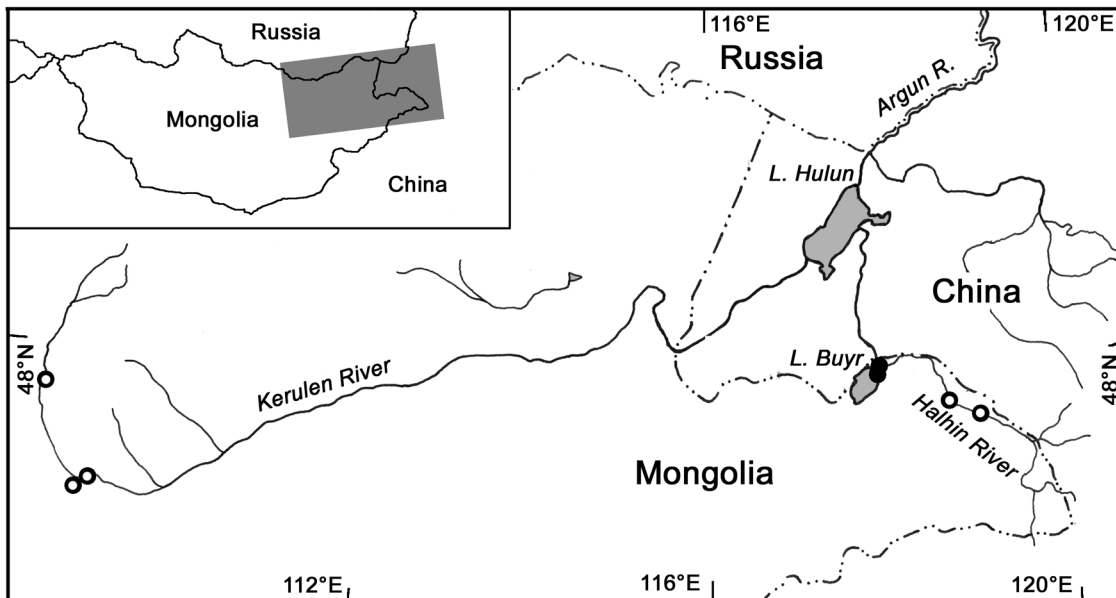 116°E
120°E
Russia
Russia
Argun R.
Mongolia
China
L. Hulun
China
48°N
L. Buyr
48°N
Kerulen River
Halhin River
Mongolia
112°E
116°E
120°E